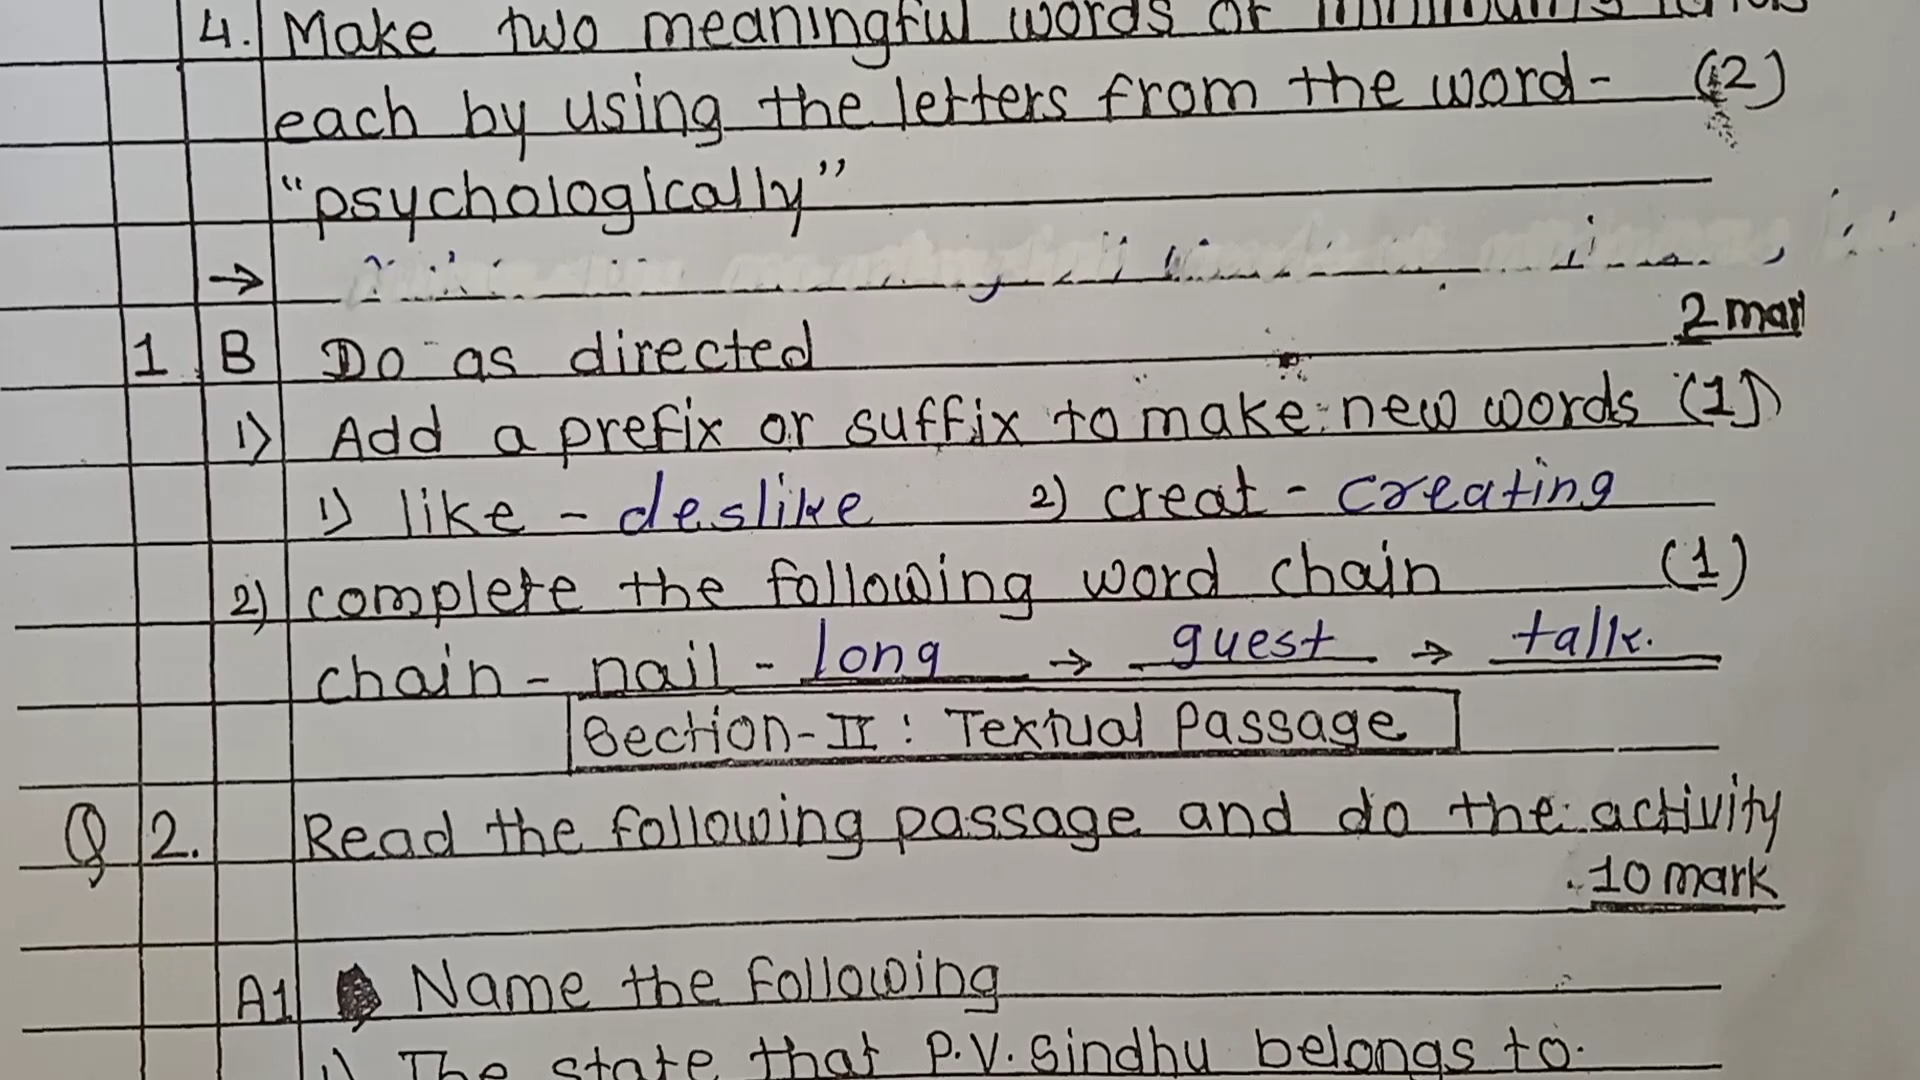 4. Make two meaningful words of minimum
each by using the letters from the word- (2)
"psychologically"
→
2 mar
1 B Do as directed
1) Add a prefix or suffix to make new words (1)
1) like - deslike 2) creat - creating
2) complete the following word chain (1)
chain - nail - long → guest → talk.
Section-II : Textual Passage
Q 2. Read the following passage and do the activity
10 mark
A1 Name the following
1) The state that P.V. Sindhu belongs to.